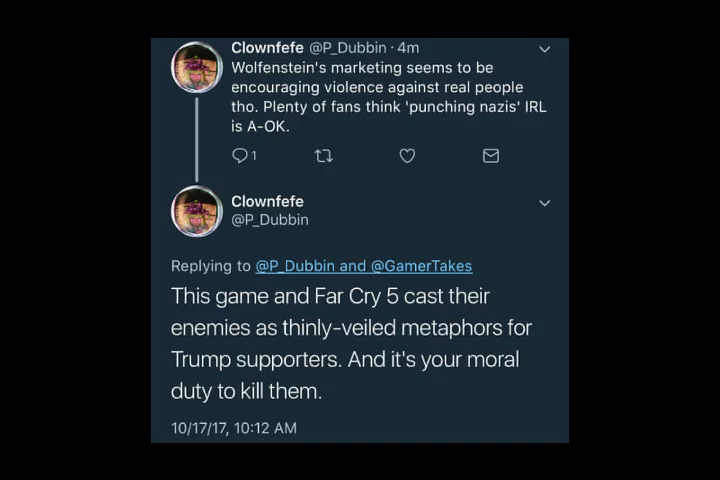 Clownfefe @P_Dubbin · 4m
Wolfenstein's marketing seems to be
encouraging violence against real people
tho. Plenty of fans think 'punching nazis' IRL
is A-OK.
1
Clownfefe
@P_Dubbin
Replying to @P_Dubbin and @GamerTakes
This game and Far Cry 5 cast their
enemies as thinly-veiled metaphors for
Trump supporters. And it's your moral
duty to kill them.
10/17/17, 10:12 AM